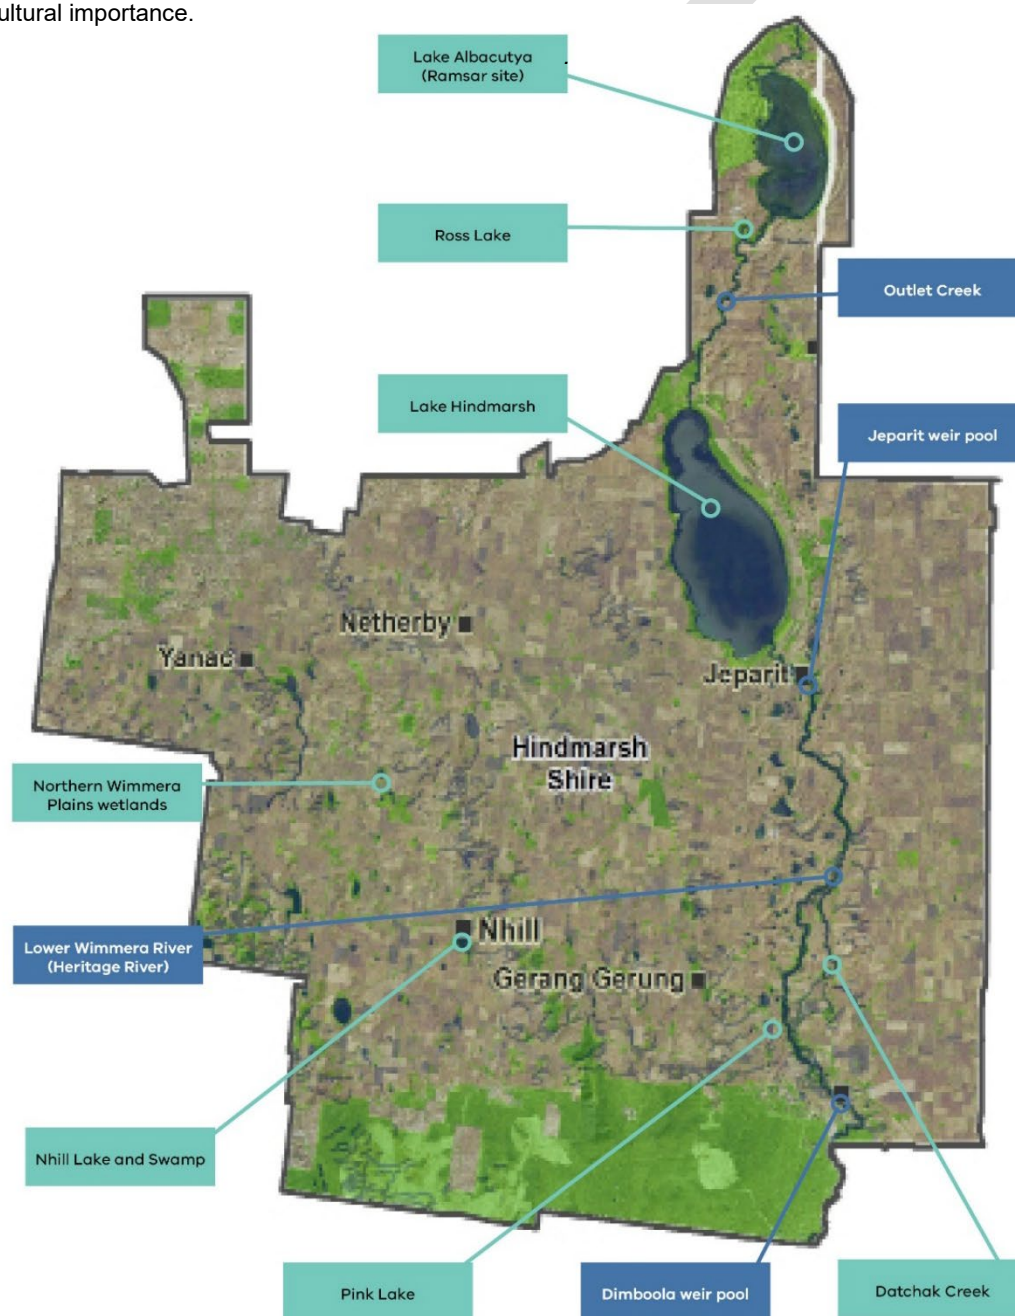 ultural importance.
Lake Albacutya
(Ramsar site)
Ross Lake
Outlet Creek
Lake Hindmarsh
Jeparit weir pool
Netherby
Yanac
Jeparit
Hindmarsh
Shire
Northern Wimmera
Plains wetlands
Nhill
Lower Wimmera River
(Heritage River)
Gerang Gerung
Nhill Lake and Swamp
Pink Lake
Dimboola weir pool
Datchak Creek